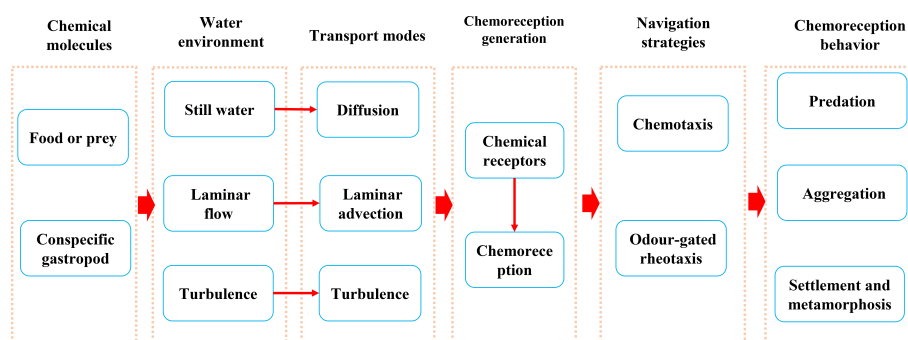 Chemical
molecules
Water
environment
Transport modes
Chemoreception
generation
Navigation
strategies
Chemoreception
behavior
Food or prey
Conspecific
gastropod
Still water
Laminar
flow
Turbulence
Diffusion
Laminar
advection
Turbulence
Chemical
receptors
Chemorece
ption
Chemotaxis
Odour-gated
rheotaxis
Predation
Aggregation
Settlement and
metamorphosis